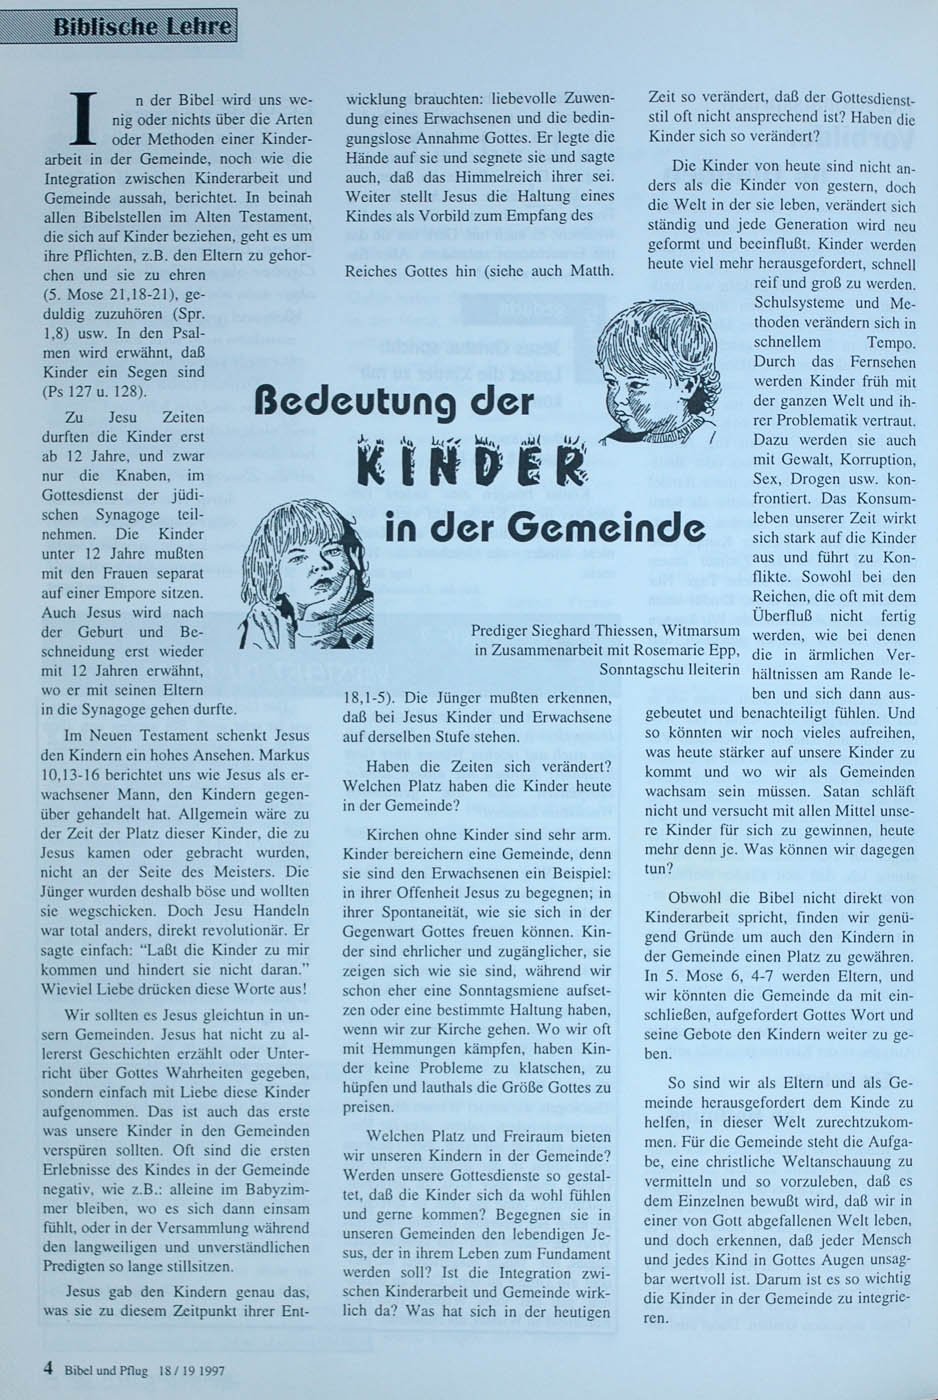 Biblische Lehre
In der Bibel wird uns we-
nig oder nichts über die Arten
oder Methoden einer Kinder-
arbeit in der Gemeinde, noch wie die
Integration zwischen Kinderarbeit und
Gemeinde aussah, berichtet. In beinah
allen Bibelstellen im Alten Testament,
die sich auf Kinder beziehen, geht es um
ihre Pflichten, z.B. den Eltern zu gehor-
chen und sie zu ehren
(5. Mose 21,18-21), ge-
duldig zuzuhören (Spr.
1,8) usw. In den Psal-
men wird erwähnt, daß
Kinder ein Segen sind
(Ps 127 u. 128).
Zu Jesu Zeiten
durften die Kinder erst
ab 12 Jahre, und zwar
nur die Knaben, im
Gottesdienst der jüdi-
schen Synagoge teil-
nehmen. Die Kinder
unter 12 Jahre mußten
mit den Frauen separat
auf einer Empore sitzen.
Auch Jesus wird nach
der Geburt und Be-
schneidung erst wieder
mit 12 Jahren erwähnt,
wo er mit seinen Eltern
in die Synagoge gehen durfte.
Im Neuen Testament schenkt Jesus
den Kindern ein hohes Ansehen. Markus
10,13-16 berichtet uns wie Jesus als er-
wachsener Mann, den Kindern gegen-
über gehandelt hat. Allgemein wäre zu
der Zeit der Platz dieser Kinder, die zu
Jesus kamen oder gebracht wurden,
nicht an der Seite des Meisters. Die
Jünger wurden deshalb böse und wollten
sie wegschicken. Doch Jesu Handeln
war total anders, direkt revolutionär. Er
sagte einfach: “Laßt die Kinder zu mir
kommen und hindert sie nicht daran.”
Wieviel Liebe drücken diese Worte aus!
Wir sollten es Jesus gleichtun in un-
sern Gemeinden. Jesus hat nicht zu al-
lererst Geschichten erzählt oder Unter-
richt über Gottes Wahrheiten gegeben,
sondern einfach mit Liebe diese Kinder
aufgenommen. Das ist auch das erste
was unsere Kinder in den Gemeinden
verspüren sollten. Oft sind die ersten
Erlebnisse des Kindes in der Gemeinde
negativ, wie z.B.: alleine im Babyzim-
mer bleiben, wo es sich dann einsam
fühlt, oder in der Versammlung während
den langweiligen und unverständlichen
Predigten so lange stillsitzen.
Jesus gab den Kindern genau das,
was sie zu diesem Zeitpunkt ihrer Ent-
wicklung brauchten: liebevolle Zuwen-
dung eines Erwachsenen und die bedin-
gungslose Annahme Gottes. Er legte die
Hände auf sie und segnete sie und sagte
auch, daß das Himmelreich ihrer sei.
Weiter stellt Jesus die Haltung eines
Kindes als Vorbild zum Empfang des
Reiches Gottes hin (siehe auch Matth.
Bedeutung der
KINDER
in der Gemeinde
Prediger Sieghard Thiessen, Witmarsum
in Zusammenarbeit mit Rosemarie Epp,
Sonntagschu lleiterin
18,1-5). Die Jünger mußten erkennen,
daß bei Jesus Kinder und Erwachsene
auf derselben Stufe stehen.
Haben die Zeiten sich verändert?
Welchen Platz haben die Kinder heute
in der Gemeinde?
Kirchen ohne Kinder sind sehr arm.
Kinder bereichern eine Gemeinde, denn
sie sind den Erwachsenen ein Beispiel:
in ihrer Offenheit Jesus zu begegnen; in
ihrer Spontaneität, wie sie sich in der
Gegenwart Gottes freuen können. Kin-
der sind ehrlicher und zugänglicher, sie
zeigen sich wie sie sind, während wir
schon eher eine Sonntagsmiene aufset-
zen oder eine bestimmte Haltung haben,
wenn wir zur Kirche gehen. Wo wir oft
mit Hemmungen kämpfen, haben Kin-
der keine Probleme zu klatschen, zu
hüpfen und lauthals die Größe Gottes zu
preisen.
Welchen Platz und Freiraum bieten
wir unseren Kindern in der Gemeinde?
Werden unsere Gottesdienste so gestal-
tet, daß die Kinder sich da wohl fühlen
und gerne kommen? Begegnen sie in
unseren Gemeinden den lebendigen Je-
sus, der in ihrem Leben zum Fundament
werden soll? Ist die Integration zwi-
schen Kinderarbeit und Gemeinde wirk-
lich da? Was hat sich in der heutigen
Zeit so verändert, daß der Gottesdienst-
stil oft nicht ansprechend ist? Haben die
Kinder sich so verändert?
Die Kinder von heute sind nicht an-
ders als die Kinder von gestern, doch
die Welt in der sie leben, verändert sich
ständig und jede Generation wird neu
geformt und beeinflußt. Kinder werden
heute viel mehr herausgefordert, schnell
reif und groß zu werden.
Schulsysteme und Me-
thoden verändern sich in
schnellem Tempo.
Durch das Fernsehen
werden Kinder früh mit
der ganzen Welt und ih-
rer Problematik vertraut.
Dazu werden sie auch
mit Gewalt, Korruption,
Sex, Drogen usw. kon-
frontiert. Das Konsum-
leben unserer Zeit wirkt
sich stark auf die Kinder
aus und führt zu Kon-
flikte. Sowohl bei den
Reichen, die oft mit dem
Überfluß nicht fertig
werden, wie bei denen
die in ärmlichen Ver-
hältnissen am Rande le-
ben und sich dann aus-
gebeutet und benachteiligt fühlen. Und
so könnten wir noch vieles aufreihen,
was heute stärker auf unsere Kinder zu
kommt und wo wir als Gemeinden
wachsam sein müssen. Satan schläft
nicht und versucht mit allen Mittel unse-
re Kinder für sich zu gewinnen, heute
mehr denn je. Was können wir dagegen
tun?
Obwohl die Bibel nicht direkt von
Kinderarbeit spricht, finden wir genü-
gend Gründe um auch den Kindern in
der Gemeinde einen Platz zu gewähren.
In 5. Mose 6, 4-7 werden Eltern, und
wir könnten die Gemeinde da mit ein-
schließen, aufgefordert Gottes Wort und
seine Gebote den Kindern weiter zu ge-
ben.
So sind wir als Eltern und als Ge-
meinde herausgefordert dem Kinde zu
helfen, in dieser Welt zurechtzukom-
men. Für die Gemeinde steht die Aufga-
be, eine christliche Weltanschauung zu
vermitteln und so vorzuleben, daß es
dem Einzelnen bewußt wird, daß wir in
einer von Gott abgefallenen Welt leben,
und doch erkennen, daß jeder Mensch
und jedes Kind in Gottes Augen unsag-
bar wertvoll ist. Darum ist es so wichtig
die Kinder in der Gemeinde zu integrie-
ren.
4 Bibel und Pflug 18 / 19 1997